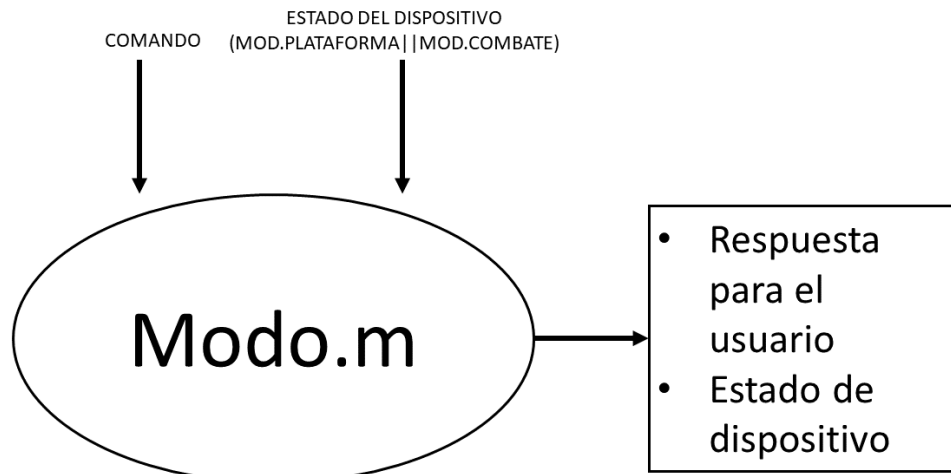 ESTADO DEL DISPOSITIVO
COMANDO
(MOD.PLATAFORMA||MOD.COMBATE)
Modo.m
• Respuesta
para el
usuario
• Estado de
dispositivo